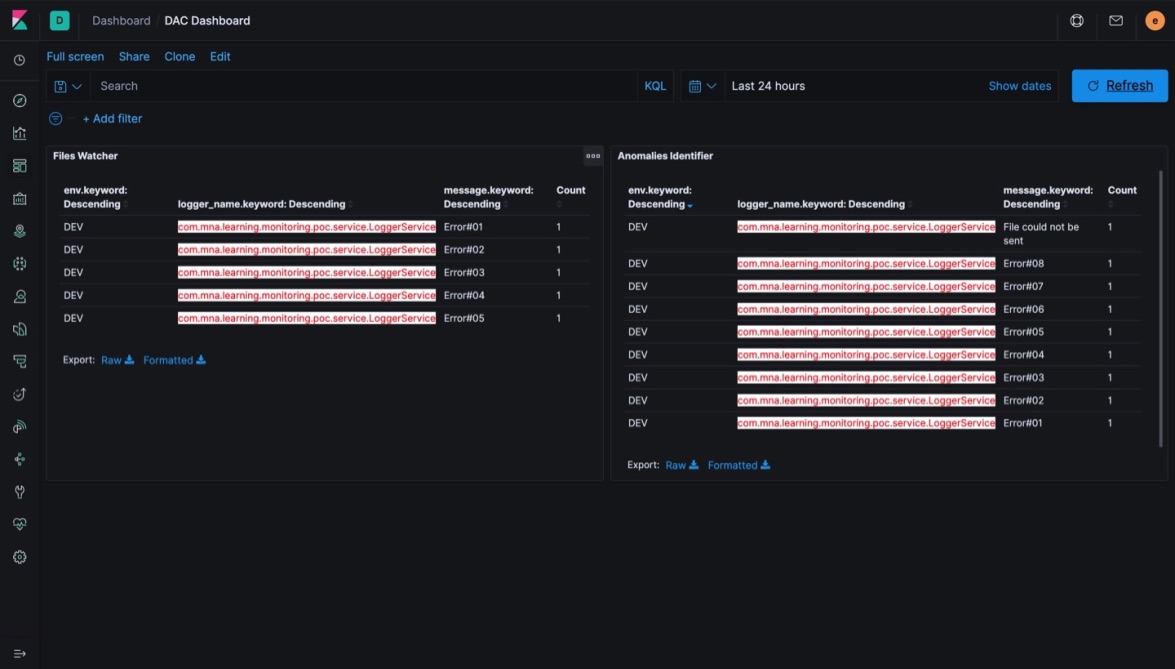 D Dashboard DAC Dashboard e
Full screen Share Clone Edit
Search KQL Last 24 hours Show dates Refresh
+ Add filter
Files Watcher
env.keyword: Descending logger_name.keyword: Descending message.keyword: Descending Count
DEV com.mna.learning.monitoring.poc.service.LoggerService Error#01 1
DEV com.mna.learning.monitoring.poc.service.LoggerService Error#02 1
DEV com.mna.learning.monitoring.poc.service.LoggerService Error#03 1
DEV com.mna.learning.monitoring.poc.service.LoggerService Error#04 1
DEV com.mna.learning.monitoring.poc.service.LoggerService Error#05 1
Export: Raw Formatted
Anomalies Identifier
env.keyword: Descending logger_name.keyword: Descending message.keyword: Descending Count
DEV com.mna.learning.monitoring.poc.service.LoggerService File could not be sent 1
DEV com.mna.learning.monitoring.poc.service.LoggerService Error#08 1
DEV com.mna.learning.monitoring.poc.service.LoggerService Error#07 1
DEV com.mna.learning.monitoring.poc.service.LoggerService Error#06 1
DEV com.mna.learning.monitoring.poc.service.LoggerService Error#05 1
DEV com.mna.learning.monitoring.poc.service.LoggerService Error#04 1
DEV com.mna.learning.monitoring.poc.service.LoggerService Error#03 1
DEV com.mna.learning.monitoring.poc.service.LoggerService Error#02 1
DEV com.mna.learning.monitoring.poc.service.LoggerService Error#01 1
Export: Raw Formatted